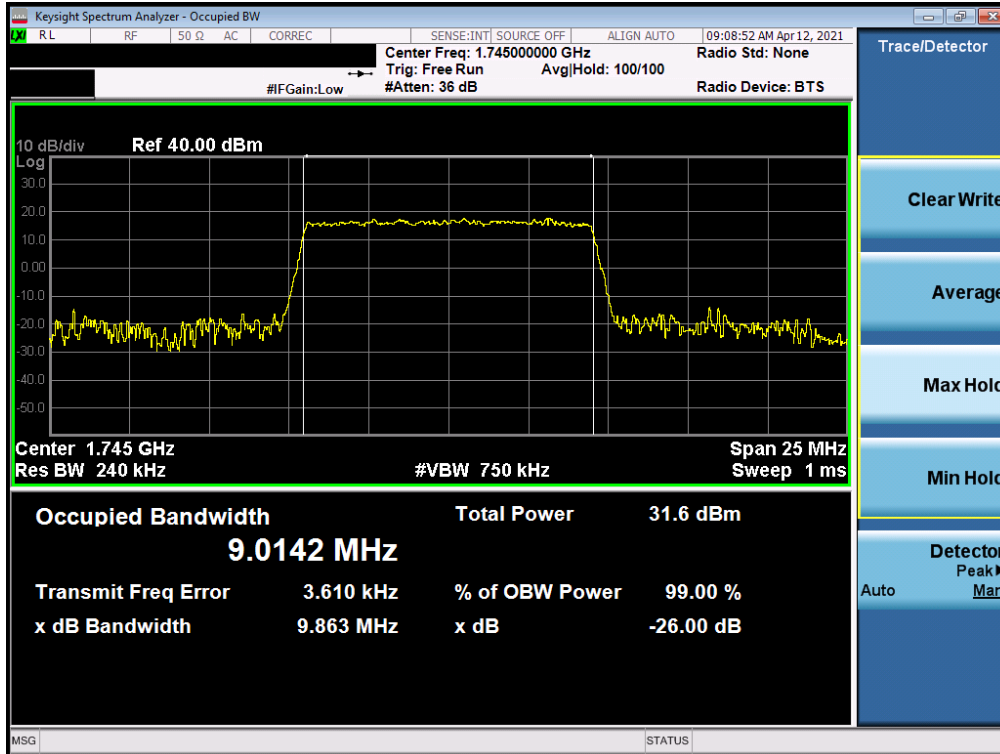 Keysight Spectrum Analyzer - Occupied BW
LXI RL RF 50 Ω AC CORREC SENSE:INT SOURCE OFF ALIGN AUTO 09:08:52 AM Apr 12, 2021
Center Freq: 1.745000000 GHz Radio Std: None
Trig: Free Run Avg|Hold: 100/100
#IFGain:Low #Atten: 36 dB Radio Device: BTS
Trace/Detector
10 dB/div Ref 40.00 dBm
Log
30.0
20.0
10.0
0.00
-10.0
-20.0
-30.0
-40.0
-50.0
Center 1.745 GHz Span 25 MHz
Res BW 240 kHz #VBW 750 kHz Sweep 1 ms
Occupied Bandwidth Total Power 31.6 dBm
9.0142 MHz
Transmit Freq Error 3.610 kHz % of OBW Power 99.00 %
x dB Bandwidth 9.863 MHz x dB -26.00 dB
Clear Write
Average
Max Hold
Min Hold
Detector
Peak
Auto Man
MSG STATUS